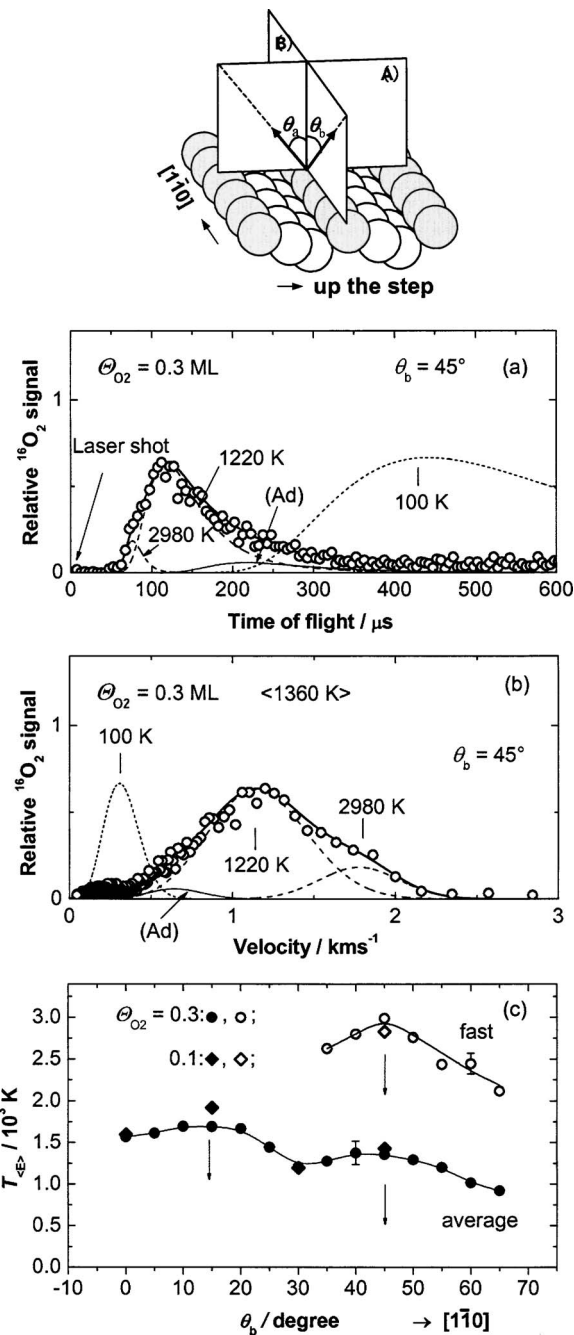 B)
A)
θa
θb
[11̄0]
→ up the step
Relative ¹⁶O₂ signal
1
0
Θ_O2 = 0.3 ML
θb = 45°
(a)
Laser shot
1220 K
(Ad)
2980 K
100 K
0 100 200 300 400 500 600
Time of flight / μs
Relative ¹⁶O₂ signal
1
0
Θ_O2 = 0.3 ML <1360 K>
(b)
100 K
θb = 45°
2980 K
1220 K
(Ad)
0 1 2 3
Velocity / kms⁻¹
T<E> / 10³ K
3.0
2.5
2.0
1.5
1.0
0.5
0.0
Θ_O2 = 0.3:●, ○;
0.1:◆, ◇;
(c)
fast
average
-10 0 10 20 30 40 50 60 70
θb / degree → [11̄0]